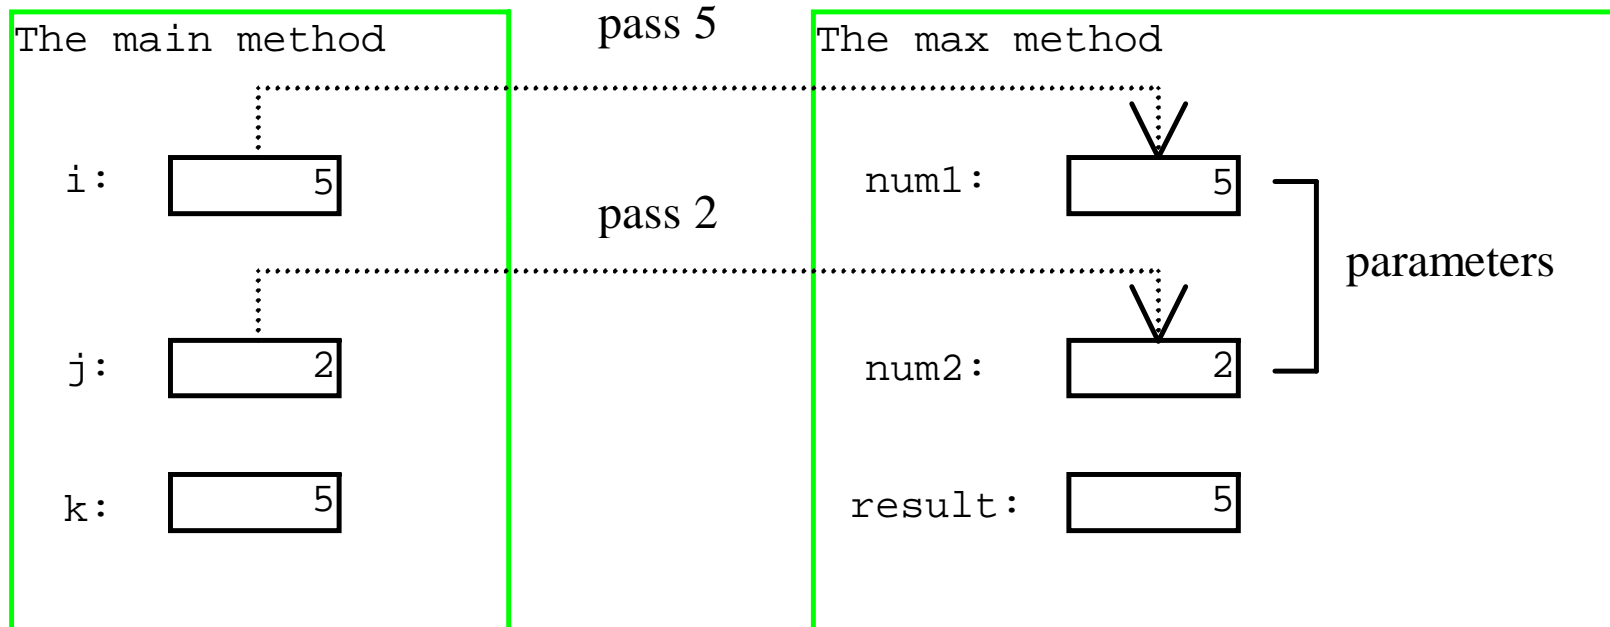 The main method
pass 5
The max method
i: 5
num1: 5
pass 2
parameters
j: 2
num2: 2
k: 5
result: 5